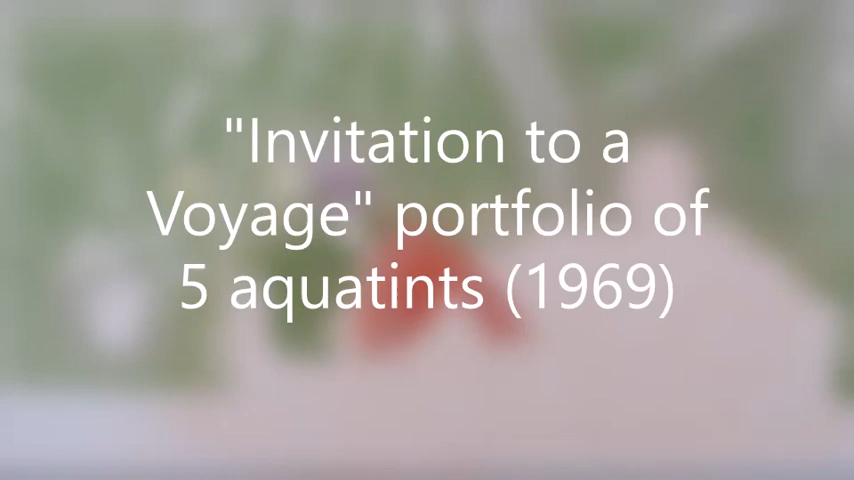 "Invitation to a
Voyage" portfolio of
5 aquatints (1969)